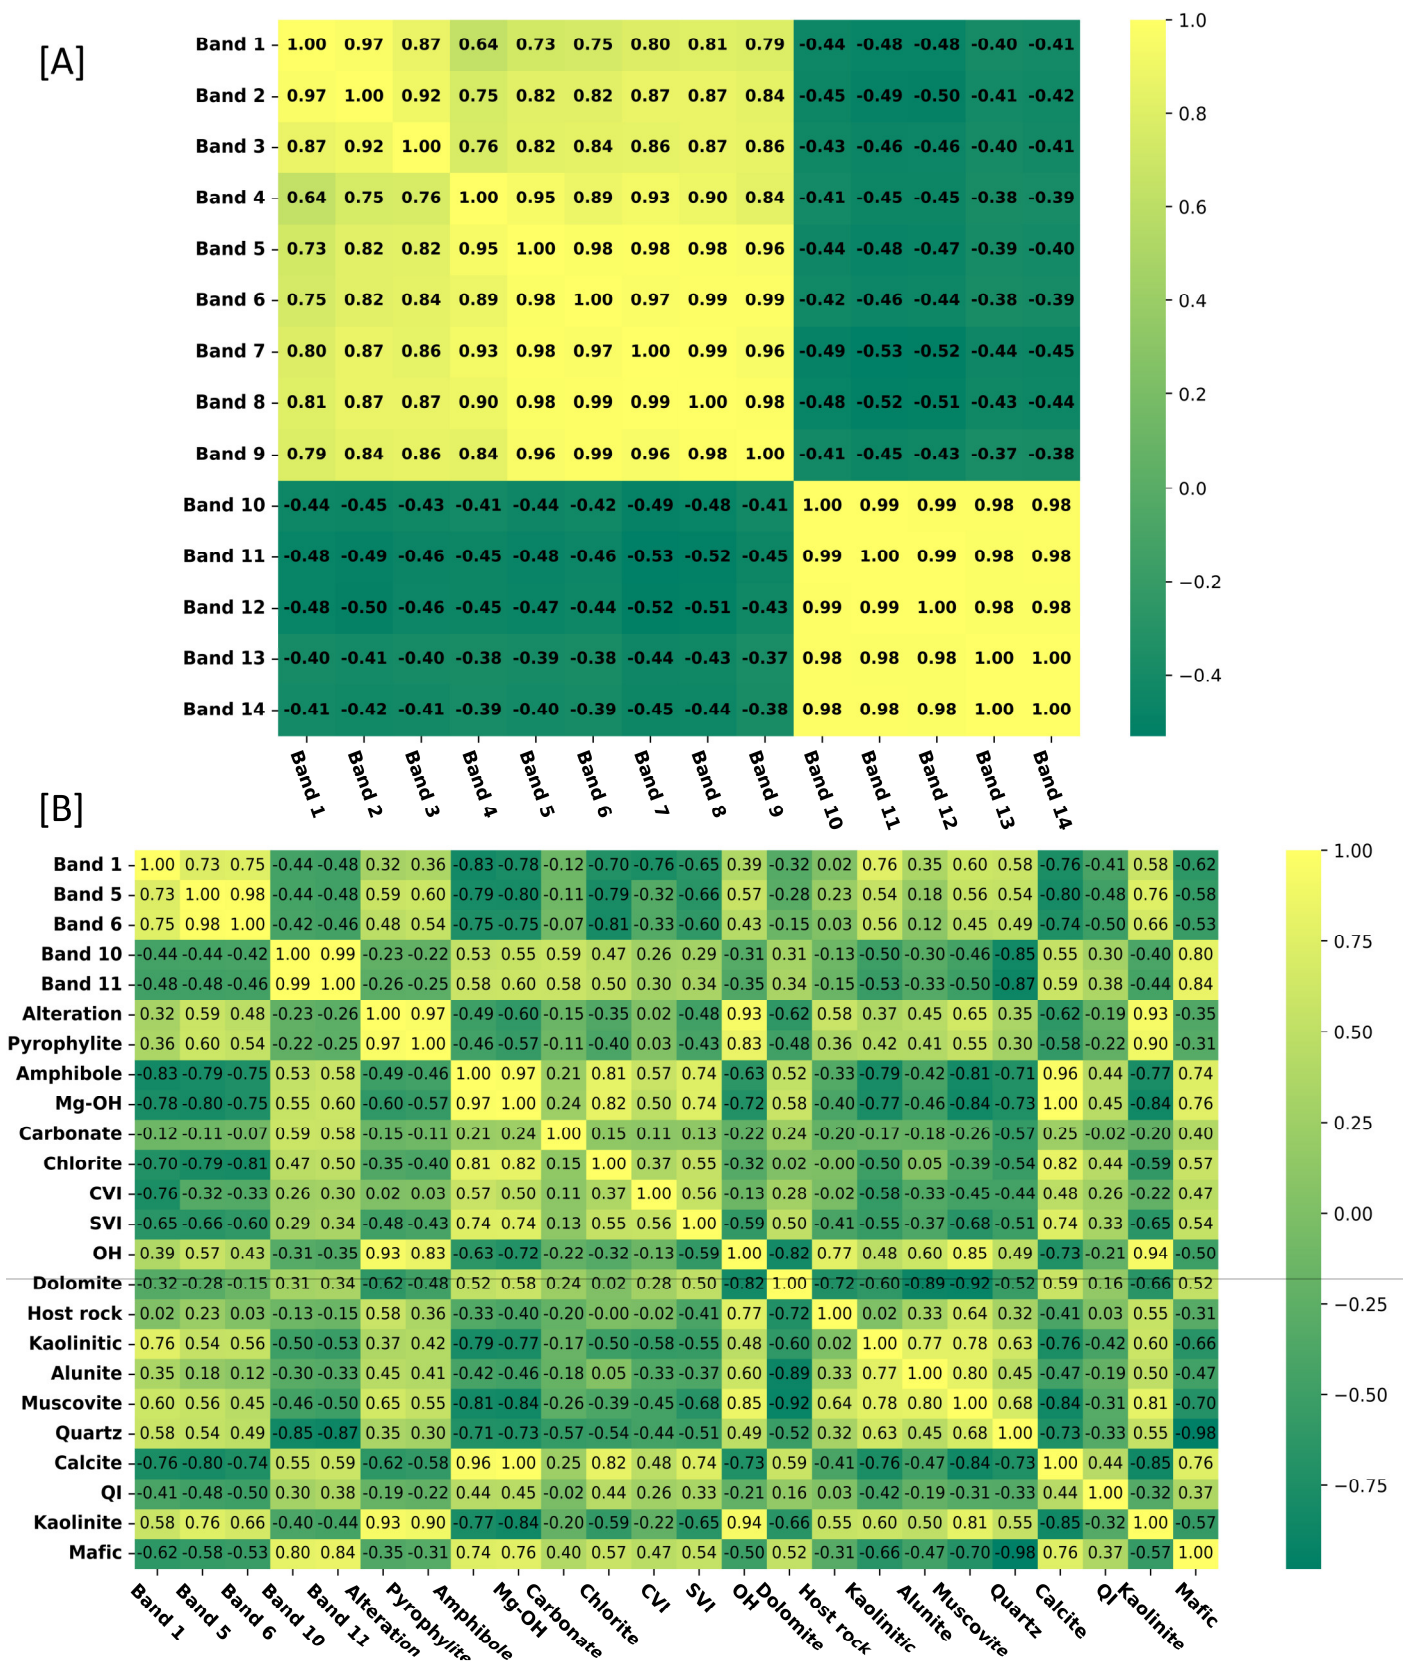 [A]
Band 1 1.00 0.97 0.87 0.64 0.73 0.75 0.80 0.81 0.79 -0.44 -0.48 -0.48 -0.40 -0.41
Band 2 0.97 1.00 0.92 0.75 0.82 0.82 0.87 0.87 0.84 -0.45 -0.49 -0.50 -0.41 -0.42
Band 3 0.87 0.92 1.00 0.76 0.82 0.84 0.86 0.87 0.86 -0.43 -0.46 -0.46 -0.40 -0.41
Band 4 0.64 0.75 0.76 1.00 0.95 0.89 0.93 0.90 0.84 -0.41 -0.45 -0.45 -0.38 -0.39
Band 5 0.73 0.82 0.82 0.95 1.00 0.98 0.98 0.98 0.96 -0.44 -0.48 -0.47 -0.39 -0.40
Band 6 0.75 0.82 0.84 0.89 0.98 1.00 0.97 0.99 0.99 -0.42 -0.46 -0.44 -0.38 -0.39
Band 7 0.80 0.87 0.86 0.93 0.98 0.97 1.00 0.99 0.96 -0.49 -0.53 -0.52 -0.44 -0.45
Band 8 0.81 0.87 0.87 0.90 0.98 0.99 0.99 1.00 0.98 -0.48 -0.52 -0.51 -0.43 -0.44
Band 9 0.79 0.84 0.86 0.84 0.96 0.99 0.96 0.98 1.00 -0.41 -0.45 -0.43 -0.37 -0.38
Band 10 -0.44 -0.45 -0.43 -0.41 -0.44 -0.42 -0.49 -0.48 -0.41 1.00 0.99 0.99 0.98 0.98
Band 11 -0.48 -0.49 -0.46 -0.45 -0.48 -0.46 -0.53 -0.52 -0.45 0.99 1.00 0.99 0.98 0.98
Band 12 -0.48 -0.50 -0.46 -0.45 -0.47 -0.44 -0.52 -0.51 -0.43 0.99 0.99 1.00 0.98 0.98
Band 13 -0.40 -0.41 -0.40 -0.38 -0.39 -0.38 -0.44 -0.43 -0.37 0.98 0.98 0.98 1.00 1.00
Band 14 -0.41 -0.42 -0.41 -0.39 -0.40 -0.39 -0.45 -0.44 -0.38 0.98 0.98 0.98 1.00 1.00
Band 1 Band 2 Band 3 Band 4 Band 5 Band 6 Band 7 Band 8 Band 9 Band 10 Band 11 Band 12 Band 13 Band 14
1.0
0.8
0.6
0.4
0.2
0.0
−0.2
−0.4
[B]
Band 1 1.00 0.73 0.75 -0.44 -0.48 0.32 0.36 -0.83 -0.78 -0.12 -0.70 -0.76 -0.65 0.39 -0.32 0.02 0.76 0.35 0.60 0.58 -0.76 -0.41 0.58 -0.62
Band 5 0.73 1.00 0.98 -0.44 -0.48 0.59 0.60 -0.79 -0.80 -0.11 -0.79 -0.32 -0.66 0.57 -0.28 0.23 0.54 0.18 0.56 0.54 -0.80 -0.48 0.76 -0.58
Band 6 0.75 0.98 1.00 -0.42 -0.46 0.48 0.54 -0.75 -0.75 -0.07 -0.81 -0.33 -0.60 0.43 -0.15 0.03 0.56 0.12 0.45 0.49 -0.74 -0.50 0.66 -0.53
Band 10 -0.44 -0.44 -0.42 1.00 0.99 -0.23 -0.22 0.53 0.55 0.59 0.47 0.26 0.29 -0.31 0.31 -0.13 -0.50 -0.30 -0.46 -0.85 0.55 0.30 -0.40 0.80
Band 11 -0.48 -0.48 -0.46 0.99 1.00 -0.26 -0.25 0.58 0.60 0.58 0.50 0.30 0.34 -0.35 0.34 -0.15 -0.53 -0.33 -0.50 -0.87 0.59 0.38 -0.44 0.84
Alteration 0.32 0.59 0.48 -0.23 -0.26 1.00 0.97 -0.49 -0.60 -0.15 -0.35 0.02 -0.48 0.93 -0.62 0.58 0.37 0.45 0.65 0.35 -0.62 -0.19 0.93 -0.35
Pyrophylite 0.36 0.60 0.54 -0.22 -0.25 0.97 1.00 -0.46 -0.57 -0.11 -0.40 0.03 -0.43 0.83 -0.48 0.36 0.42 0.41 0.55 0.30 -0.58 -0.22 0.90 -0.31
Amphibole -0.83 -0.79 -0.75 0.53 0.58 -0.49 -0.46 1.00 0.97 0.21 0.81 0.57 0.74 -0.63 0.52 -0.33 -0.79 -0.42 -0.81 -0.71 0.96 0.44 -0.77 0.74
Mg-OH -0.78 -0.80 -0.75 0.55 0.60 -0.60 -0.57 0.97 1.00 0.24 0.82 0.50 0.74 -0.72 0.58 -0.40 -0.77 -0.46 -0.84 -0.73 1.00 0.45 -0.84 0.76
Carbonate -0.12 -0.11 -0.07 0.59 0.58 -0.15 -0.11 0.21 0.24 1.00 0.15 0.11 0.13 -0.22 0.24 -0.20 -0.17 -0.18 -0.26 -0.57 0.25 -0.02 -0.20 0.40
Chlorite -0.70 -0.79 -0.81 0.47 0.50 -0.35 -0.40 0.81 0.82 0.15 1.00 0.37 0.55 -0.32 0.02 -0.00 -0.50 0.05 -0.39 -0.54 0.82 0.44 -0.59 0.57
CVI -0.76 -0.32 -0.33 0.26 0.30 0.02 0.03 0.57 0.50 0.11 0.37 1.00 0.56 -0.13 0.28 -0.02 -0.58 -0.33 -0.45 -0.44 0.48 0.26 -0.22 0.47
SVI -0.65 -0.66 -0.60 0.29 0.34 -0.48 -0.43 0.74 0.74 0.13 0.55 0.56 1.00 -0.59 0.50 -0.41 -0.55 -0.37 -0.68 -0.51 0.74 0.33 -0.65 0.54
OH 0.39 0.57 0.43 -0.31 -0.35 0.93 0.83 -0.63 -0.72 -0.22 -0.32 -0.13 -0.59 1.00 -0.82 0.77 0.48 0.60 0.85 0.49 -0.73 -0.21 0.94 -0.50
Dolomite -0.32 -0.28 -0.15 0.31 0.34 -0.62 -0.48 0.52 0.58 0.24 0.02 0.28 0.50 -0.82 1.00 -0.72 -0.60 -0.89 -0.92 -0.52 0.59 0.16 -0.66 0.52
Host rock 0.02 0.23 0.03 -0.13 -0.15 0.58 0.36 -0.33 -0.40 -0.20 -0.00 -0.02 -0.41 0.77 -0.72 1.00 0.02 0.33 0.64 0.32 -0.41 0.03 0.55 -0.31
Kaolinitic 0.76 0.54 0.56 -0.50 -0.53 0.37 0.42 -0.79 -0.77 -0.17 -0.50 -0.58 -0.55 0.48 -0.60 0.02 1.00 0.77 0.78 0.63 -0.76 -0.42 0.60 -0.66
Alunite 0.35 0.18 0.12 -0.30 -0.33 0.45 0.41 -0.42 -0.46 -0.18 0.05 -0.33 -0.37 0.60 -0.89 0.33 0.77 1.00 0.80 0.45 -0.47 -0.19 0.50 -0.47
Muscovite 0.60 0.56 0.45 -0.46 -0.50 0.65 0.55 -0.81 -0.84 -0.26 -0.39 -0.45 -0.68 0.85 -0.92 0.64 0.78 0.80 1.00 0.68 -0.84 -0.31 0.81 -0.70
Quartz 0.58 0.54 0.49 -0.85 -0.87 0.35 0.30 -0.71 -0.73 -0.57 -0.54 -0.44 -0.51 0.49 -0.52 0.32 0.63 0.45 0.68 1.00 -0.73 -0.33 0.55 -0.98
Calcite -0.76 -0.80 -0.74 0.55 0.59 -0.62 -0.58 0.96 1.00 0.25 0.82 0.48 0.74 -0.73 0.59 -0.41 -0.76 -0.47 -0.84 -0.73 1.00 0.44 -0.85 0.76
QI -0.41 -0.48 -0.50 0.30 0.38 -0.19 -0.22 0.44 0.45 -0.02 0.44 0.26 0.33 -0.21 0.16 0.03 -0.42 -0.19 -0.31 -0.33 0.44 1.00 -0.32 0.37
Kaolinite 0.58 0.76 0.66 -0.40 -0.44 0.93 0.90 -0.77 -0.84 -0.20 -0.59 -0.22 -0.65 0.94 -0.66 0.55 0.60 0.50 0.81 0.55 -0.85 -0.32 1.00 -0.57
Mafic -0.62 -0.58 -0.53 0.80 0.84 -0.35 -0.31 0.74 0.76 0.40 0.57 0.47 0.54 -0.50 0.52 -0.31 -0.66 -0.47 -0.70 -0.98 0.76 0.37 -0.57 1.00
Band 1 Band 5 Band 6 Band 10 Band 11 Alteration Pyrophylite Amphibole Mg-OH Carbonate Chlorite CVI SVI OH Dolomite Host rock Kaolinitic Alunite Muscovite Quartz Calcite QI Kaolinite Mafic
1.00
0.75
0.50
0.25
0.00
−0.25
−0.50
−0.75